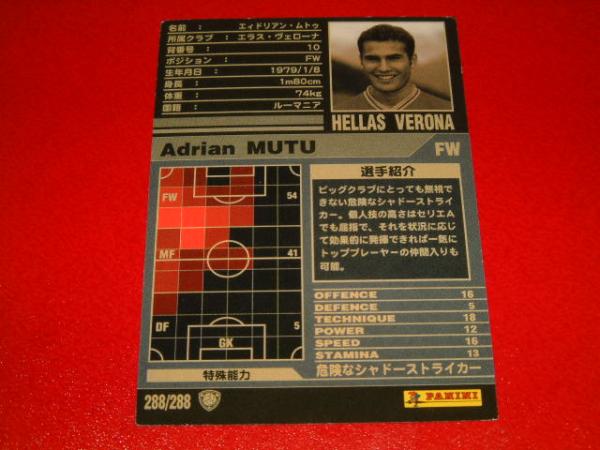 名前 : エィドリアン・ムトゥ
所属クラブ : エラス・ヴェローナ
背番号 : 10
ポジション : FW
生年月日 : 1979/1/8
身長 : 1m80cm
体重 : 74kg
国籍 : ルーマニア
HELLAS VERONA
Adrian MUTU
FW
FW
54
MF
41
DF
5
GK
選手紹介
ビッグクラブにとっても無視で
きない危険なシャドーストライ
カー。個人技の高さはセリエA
でも屈指で、それを状況に応じ
て効果的に発揮できれば一気に
トッププレーヤーの仲間入りも
可能。
OFFENCE 16
DEFENCE 5
TECHNIQUE 18
POWER 12
SPEED 16
STAMINA 13
特殊能力
危険なシャドーストライカー
288/288
PANINI